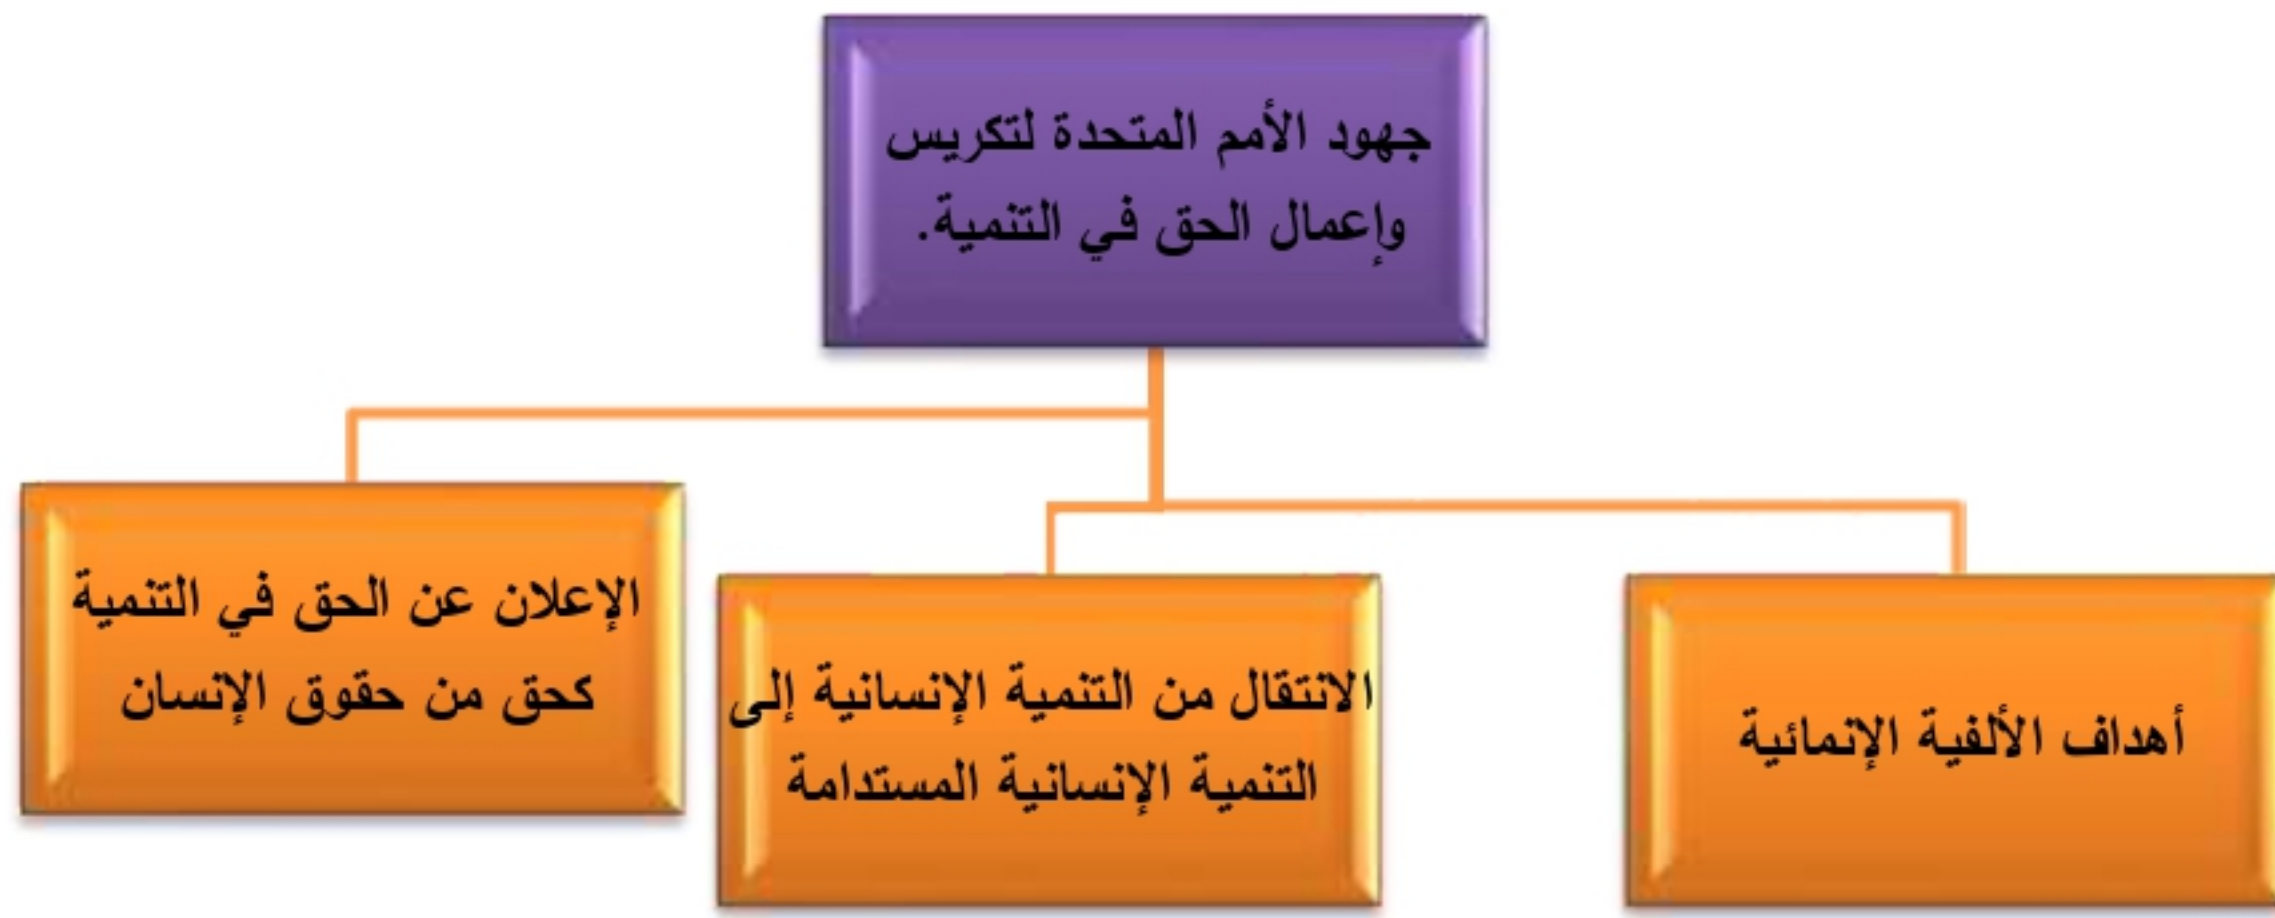 جهود الأمم المتحدة لتكريس
وإعمال الحق في التنمية.
أهداف الألفية الإنمائية
الانتقال من التنمية الإنسانية إلى
التنمية الإنسانية المستدامة
الإعلان عن الحق في التنمية
كحق من حقوق الإنسان